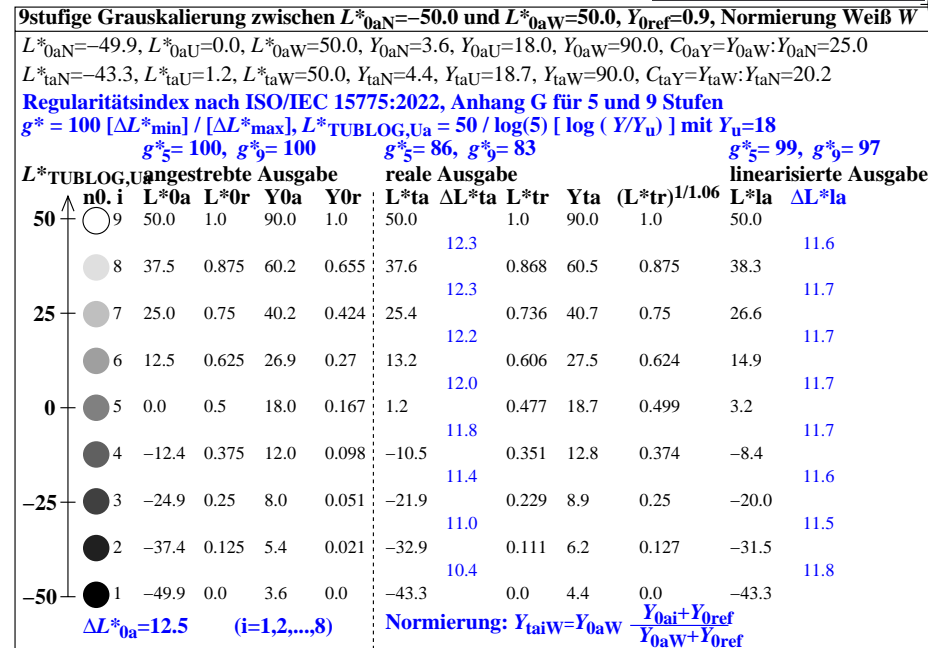 9stufige Grauskalierung zwischen L*0aN=−50.0 und L*0aW=50.0, Y0ref=0.9, Normierung Weiß W
L*0aN=−49.9, L*0aU=0.0, L*0aW=50.0, Y0aN=3.6, Y0aU=18.0, Y0aW=90.0, C0aY=Y0aW:Y0aN=25.0
L*taN=−43.3, L*taU=1.2, L*taW=50.0, YtaN=4.4, YtaU=18.7, YtaW=90.0, CtaY=YtaW:YtaN=20.2
Regularitätsindex nach ISO/IEC 15775:2022, Anhang G für 5 und 9 Stufen
g* = 100 [ΔL*min] / [ΔL*max], L*TUBLOG,Ua = 50 / log(5) [ log ( Y/Yu) ] mit Yu=18
g*5= 100, g*9= 100 g*5= 86, g*9= 83 g*5= 99, g*9= 97
L*TUBLOG,Ua angestrebte Ausgabe reale Ausgabe linearisierte Ausgabe
n0. i L*0a L*0r Y0a Y0r L*ta ΔL*ta L*tr Yta (L*tr)1/1.06 L*la ΔL*la
50 9 50.0 1.0 90.0 1.0 50.0 1.0 90.0 1.0 50.0
12.3 11.6
8 37.5 0.875 60.2 0.655 37.6 0.868 60.5 0.875 38.3
12.3 11.7
25 7 25.0 0.75 40.2 0.424 25.4 0.736 40.7 0.75 26.6
12.2 11.7
6 12.5 0.625 26.9 0.27 13.2 0.606 27.5 0.624 14.9
12.0 11.7
0 5 0.0 0.5 18.0 0.167 1.2 0.477 18.7 0.499 3.2
11.8 11.7
4 −12.4 0.375 12.0 0.098 −10.5 0.351 12.8 0.374 −8.4
11.4 11.6
−25 3 −24.9 0.25 8.0 0.051 −21.9 0.229 8.9 0.25 −20.0
11.0 11.5
2 −37.4 0.125 5.4 0.021 −32.9 0.111 6.2 0.127 −31.5
10.4 11.8
−50 1 −49.9 0.0 3.6 0.0 −43.3 0.0 4.4 0.0 −43.3
ΔL*0a=12.5 (i=1,2,...,8) Normierung: YtaiW=Y0aW Y0ai+Y0ref
Y0aW+Y0ref